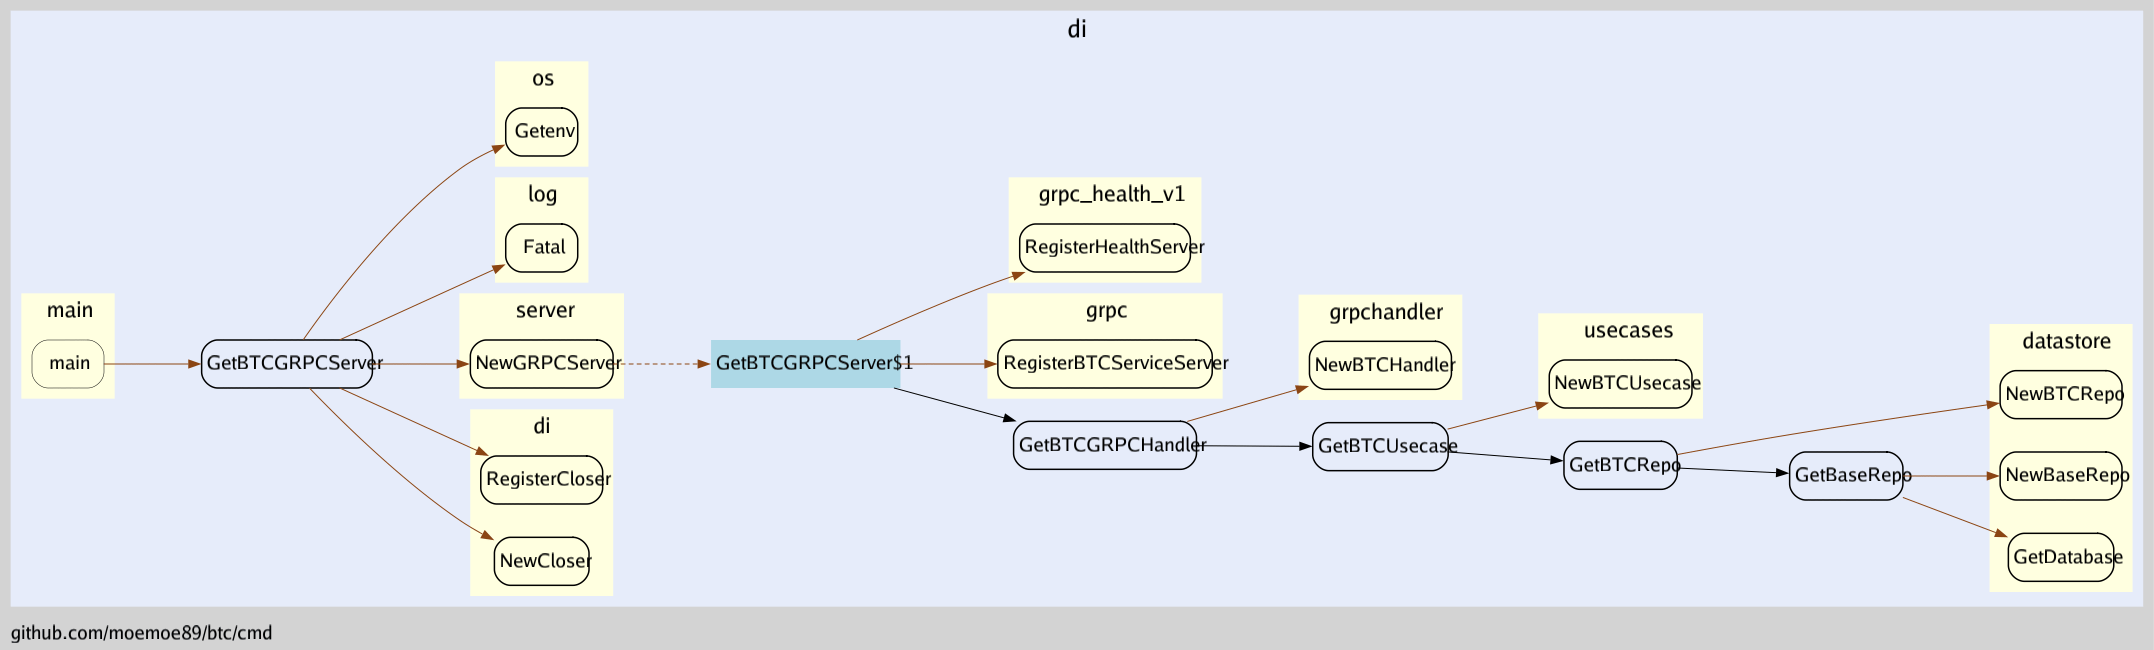 di
os
Getenv
log
Fatal
grpc_health_v1
RegisterHealthServer
main
main
GetBTCGRPCServer
server
NewGRPCServer
GetBTCGRPCServer$1
grpc
RegisterBTCServiceServer
grpchandler
NewBTCHandler
usecases
NewBTCUsecase
datastore
NewBTCRepo
di
RegisterCloser
NewCloser
GetBTCGRPCHandler
GetBTCUsecase
GetBTCRepo
GetBaseRepo
NewBaseRepo
GetDatabase
github.com/moemoe89/btc/cmd